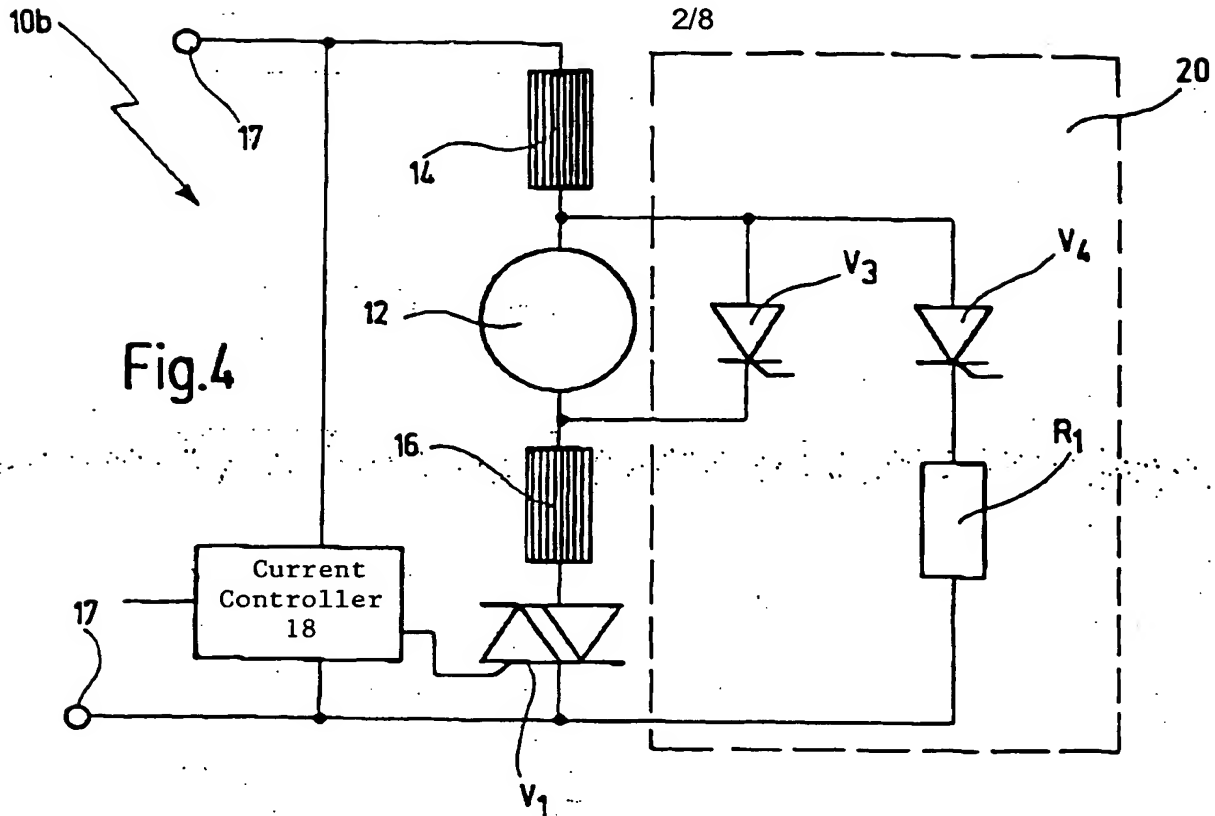 10b
2/8
20
17
14
V3
V4
12
Fig.4
16.
R1
Current
Controller
18
17
V1